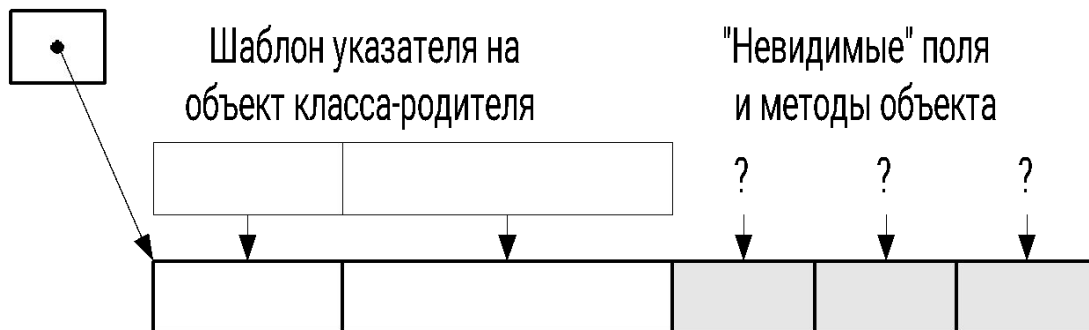 Шаблон указателя на
объект класса-родителя
"Невидимые" поля
и методы объекта
? ? ?